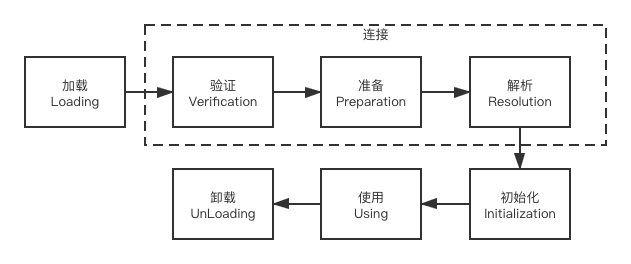 连接
加载
Loading
验证
Verification
准备
Preparation
解析
Resolution
初始化
Initialization
使用
Using
卸载
UnLoading